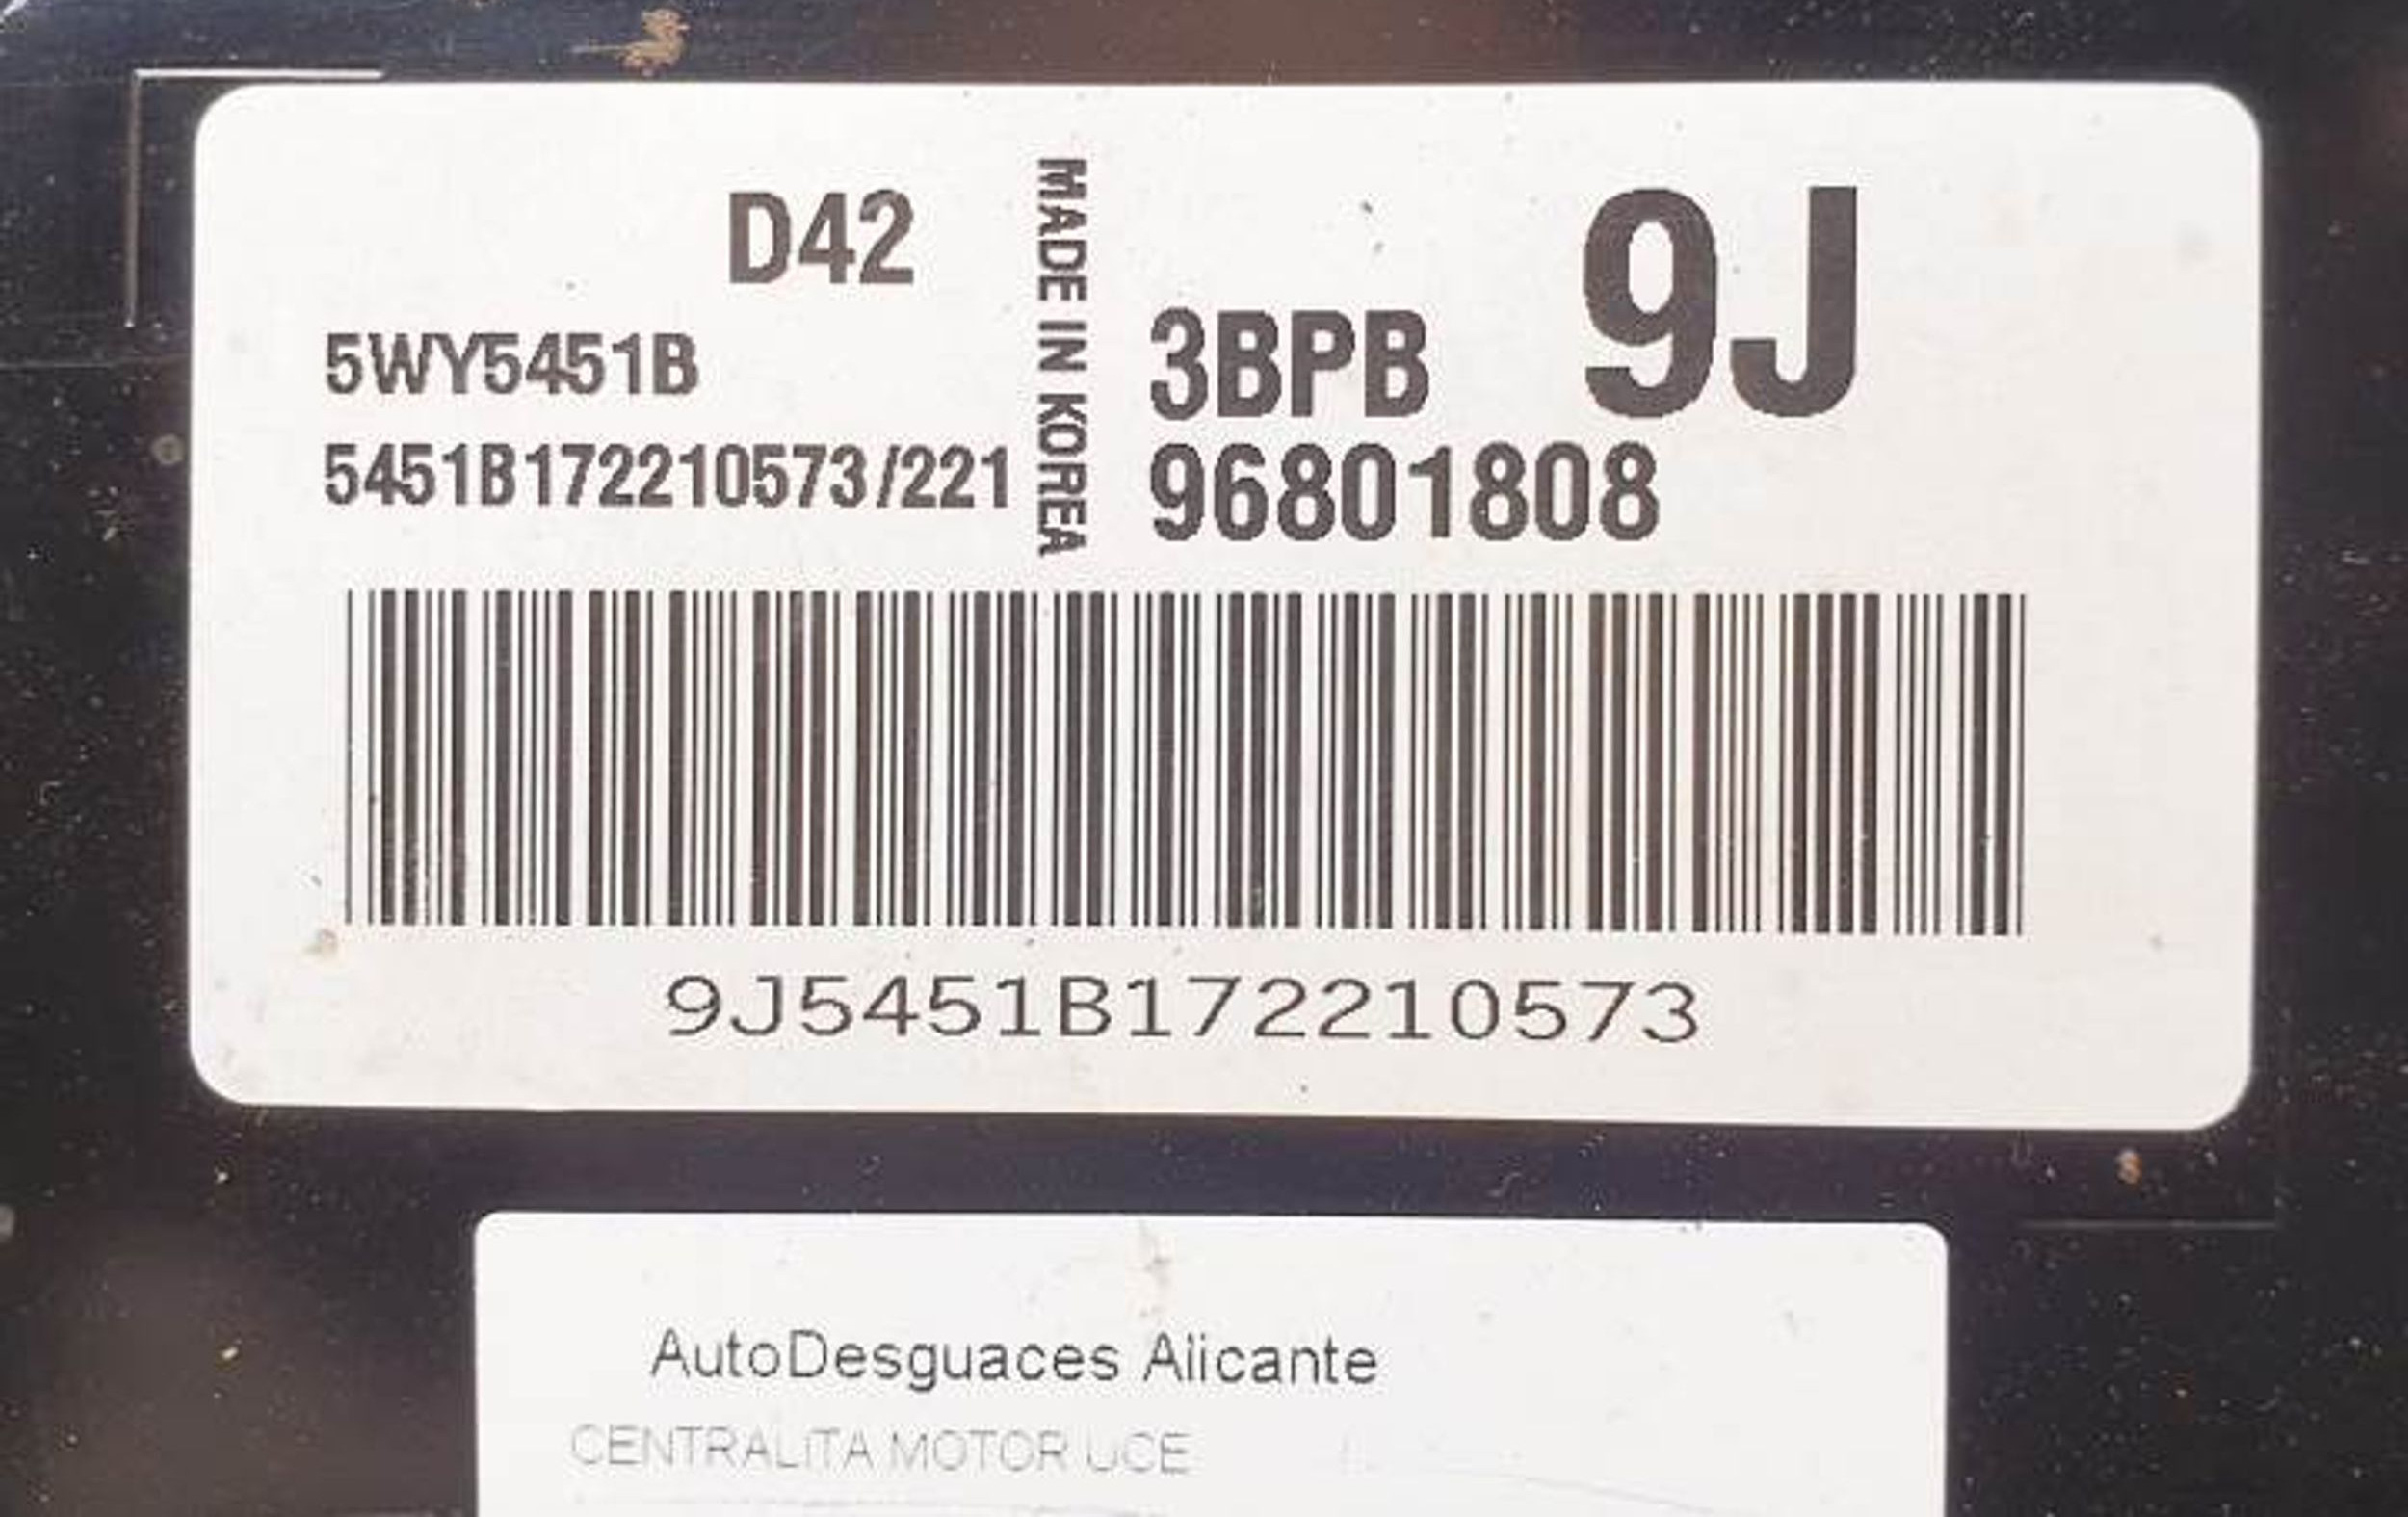 D42
5WY5451B
5451B172210573/221
MADE IN KOREA
9J
3BPB
96801808
9J5451B172210573
AutoDesguaces Alicante
CENTRALITA MOTOR UCE